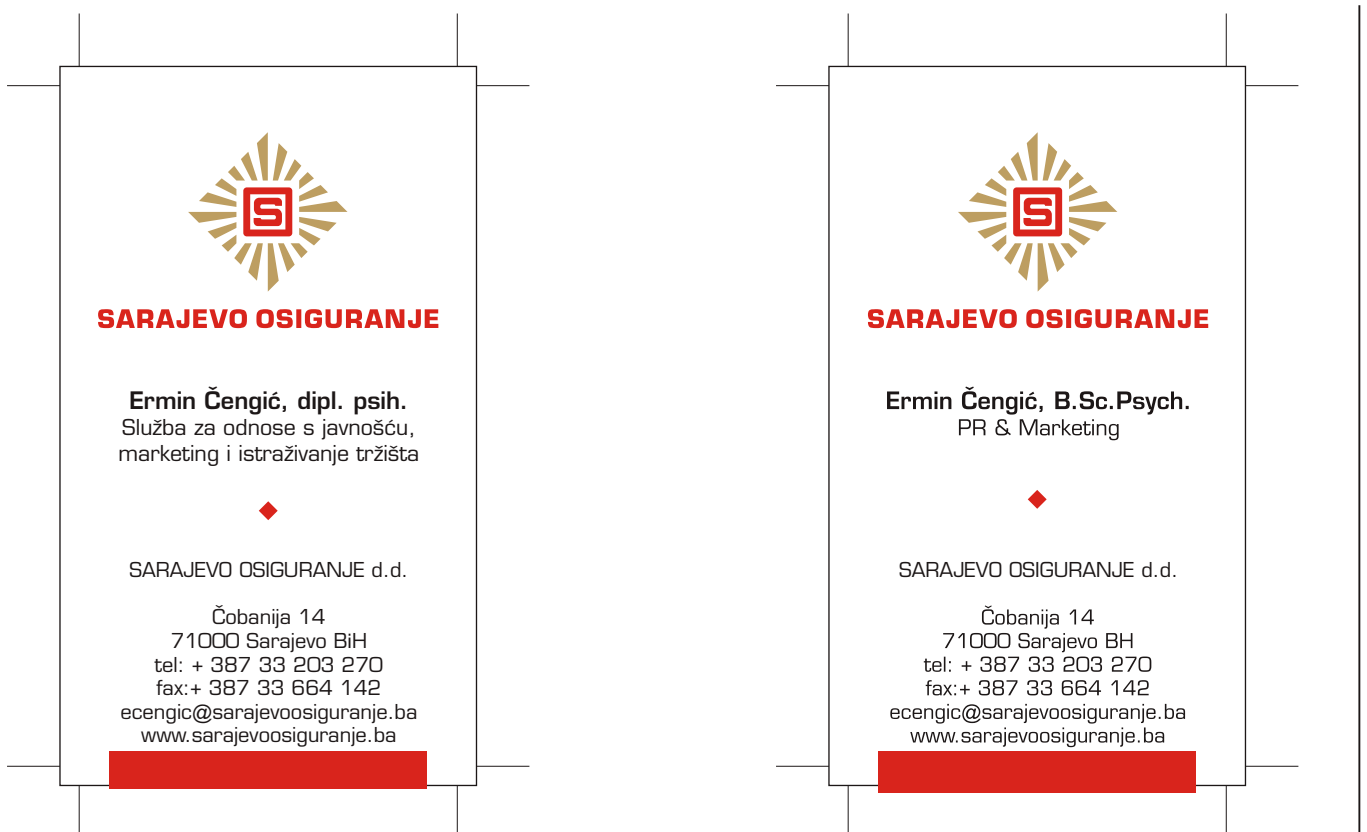 S
SARAJEVO OSIGURANJE
Ermin Čengić, dipl. psih.
Služba za odnose s javnošću,
marketing i istraživanje tržišta
SARAJEVO OSIGURANJE d.d.
Čobanija 14
71000 Sarajevo BiH
tel: + 387 33 203 270
fax:+ 387 33 664 142
ecengic@sarajevoosiguranje.ba
www.sarajevoosiguranje.ba
S
SARAJEVO OSIGURANJE
Ermin Čengić, B.Sc.Psych.
PR & Marketing
SARAJEVO OSIGURANJE d.d.
Čobanija 14
71000 Sarajevo BH
tel: + 387 33 203 270
fax:+ 387 33 664 142
ecengic@sarajevoosiguranje.ba
www.sarajevoosiguranje.ba